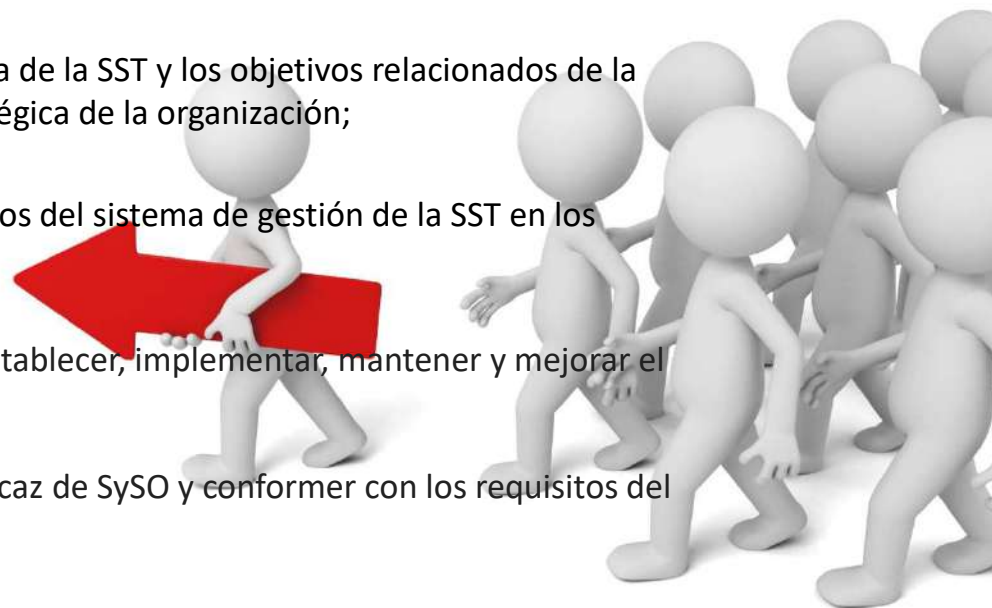 a de la SST y los objetivos relacionados de la
égica de la organización;
os del sistema de gestión de la SST en los
tablecer, implementar, mantener y mejorar el
caz de SySO y conformer con los requisitos del